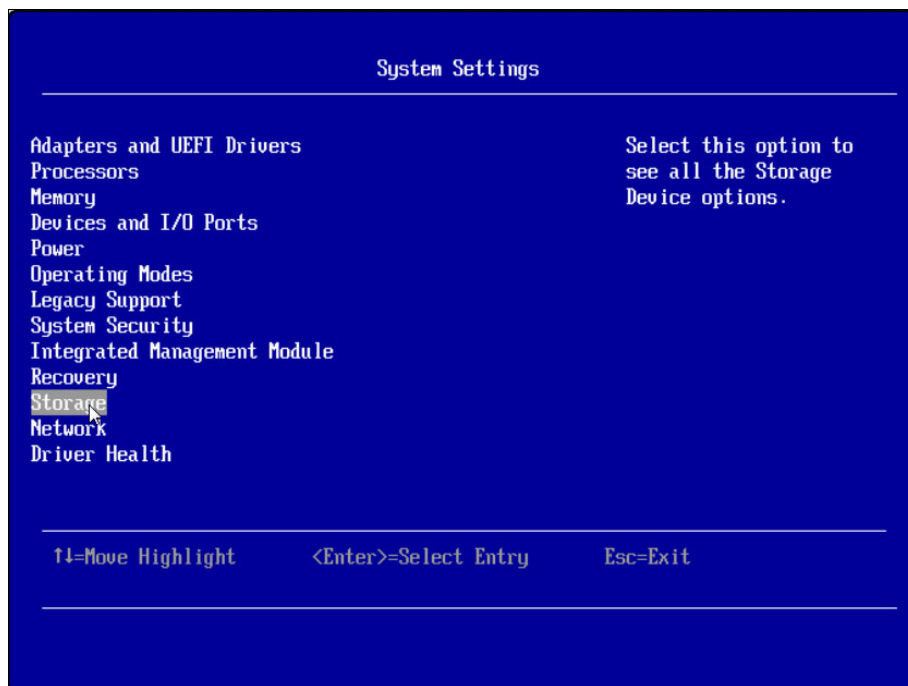 System Settings
Adapters and UEFI Drivers
Processors
Memory
Devices and I/O Ports
Power
Operating Modes
Legacy Support
System Security
Integrated Management Module
Recovery
Storage
Network
Driver Health
Select this option to
see all the Storage
Device options.
↑↓=Move Highlight <Enter>=Select Entry Esc=Exit